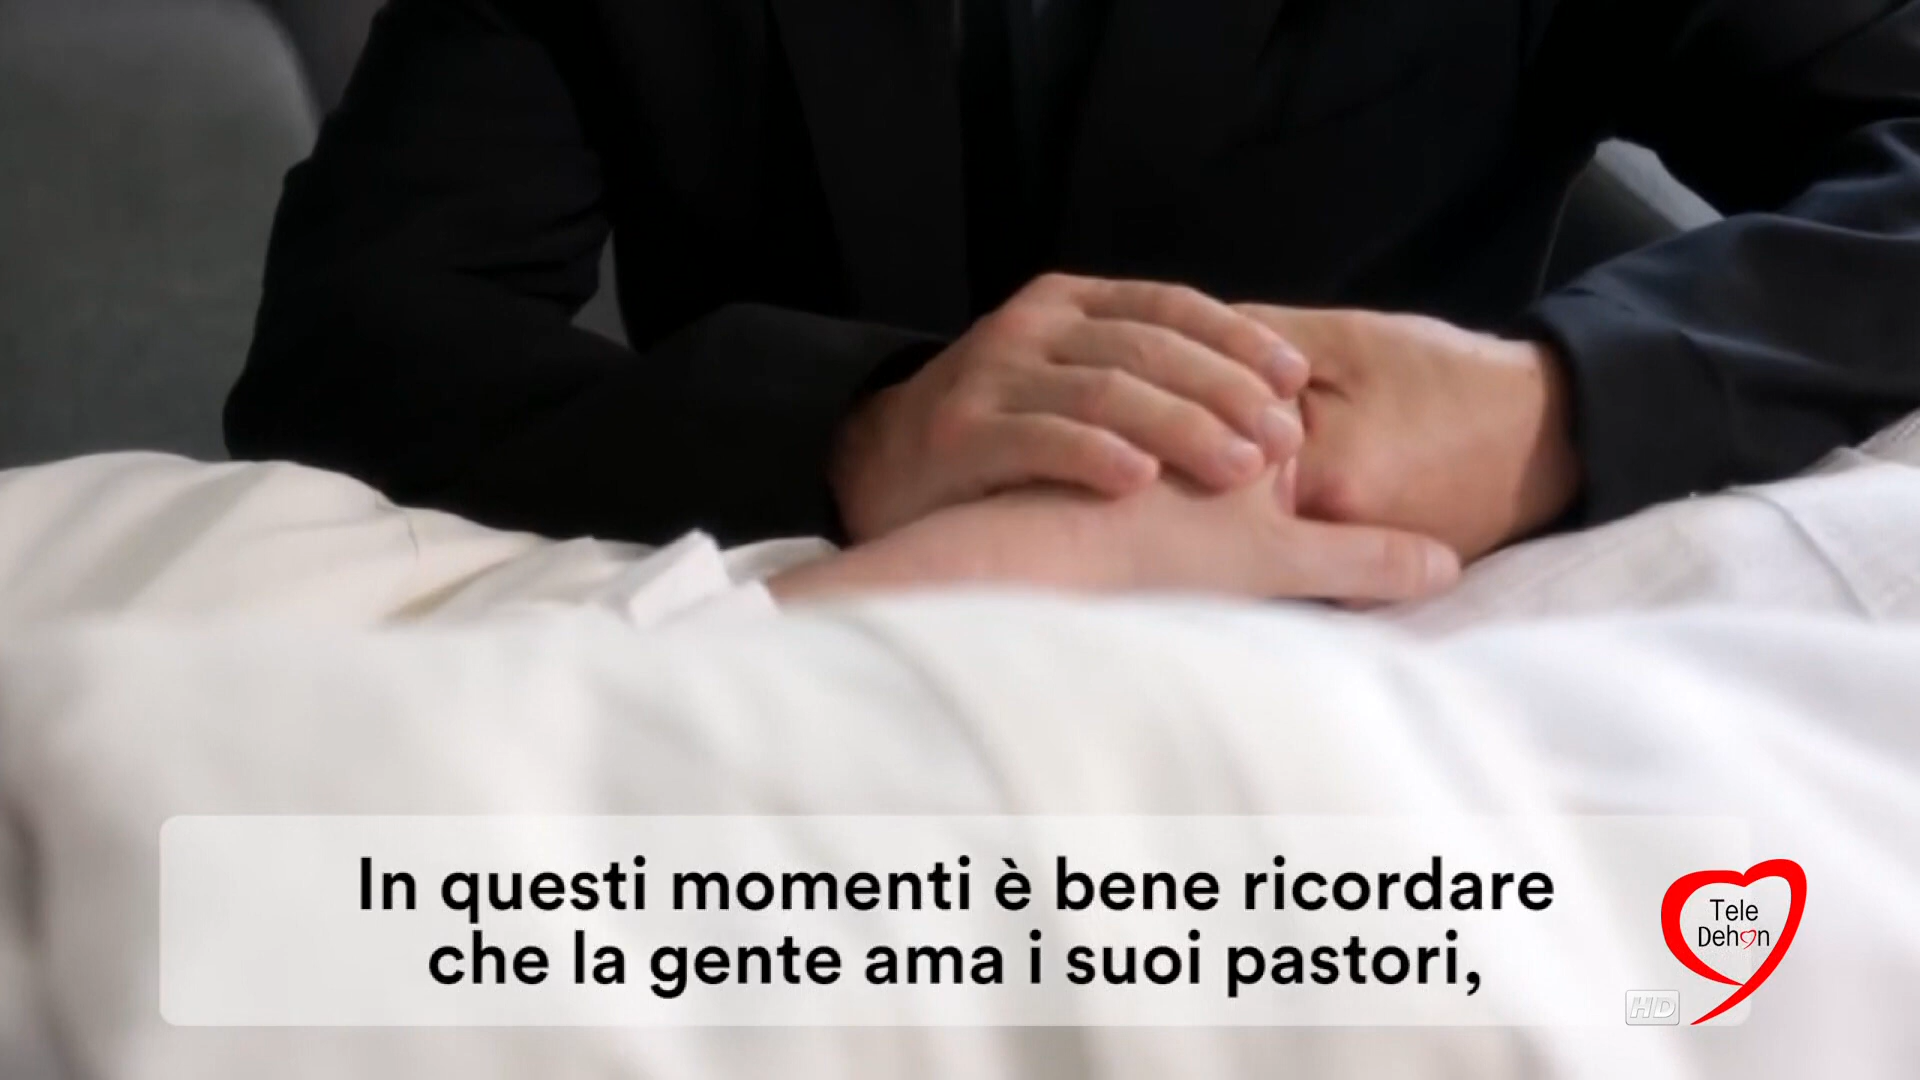 In questi momenti è bene ricordare
che la gente ama i suoi pastori,
Tele
Dehon
HD